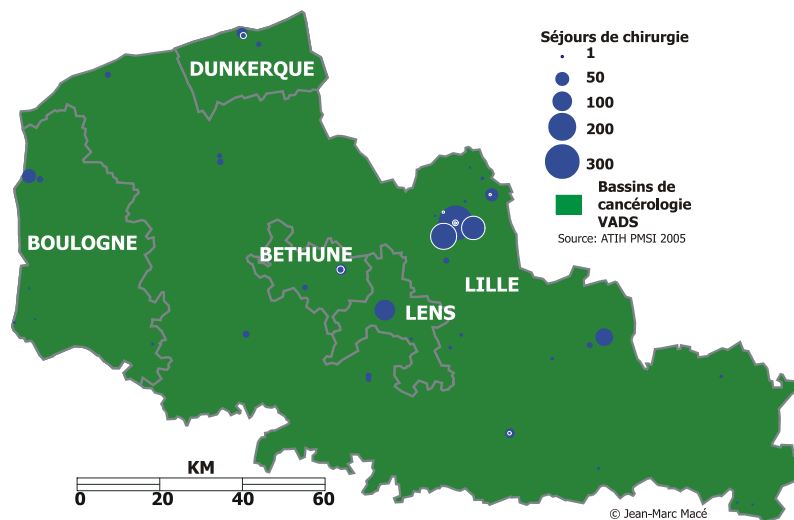 Séjours de chirurgie
1
50
100
200
300
Bassins de
cancérologie
VADS
Source: ATIH PMSI 2005
DUNKERQUE
BOULOGNE
BETHUNE
LILLE
LENS
KM
0 20 40 60
© Jean-Marc Macé